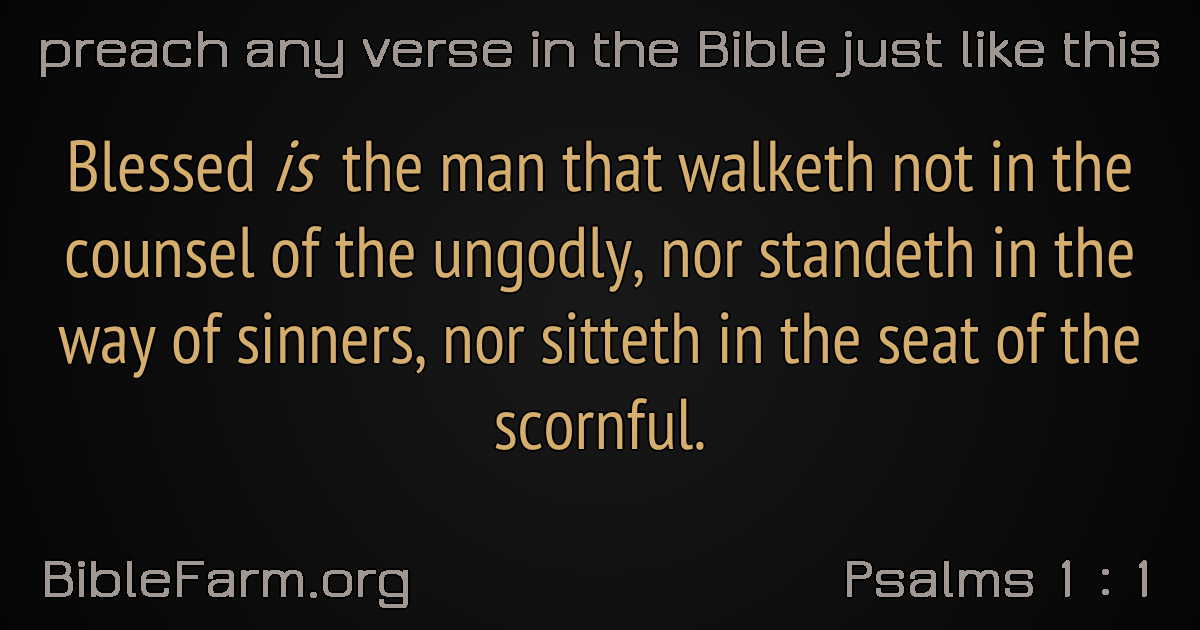 preach any verse in the Bible just like this
Blessed is the man that walketh not in the
counsel of the ungodly, nor standeth in the
way of sinners, nor sitteth in the seat of the
scornful.
BibleFarm.org
Psalms 1 : 1